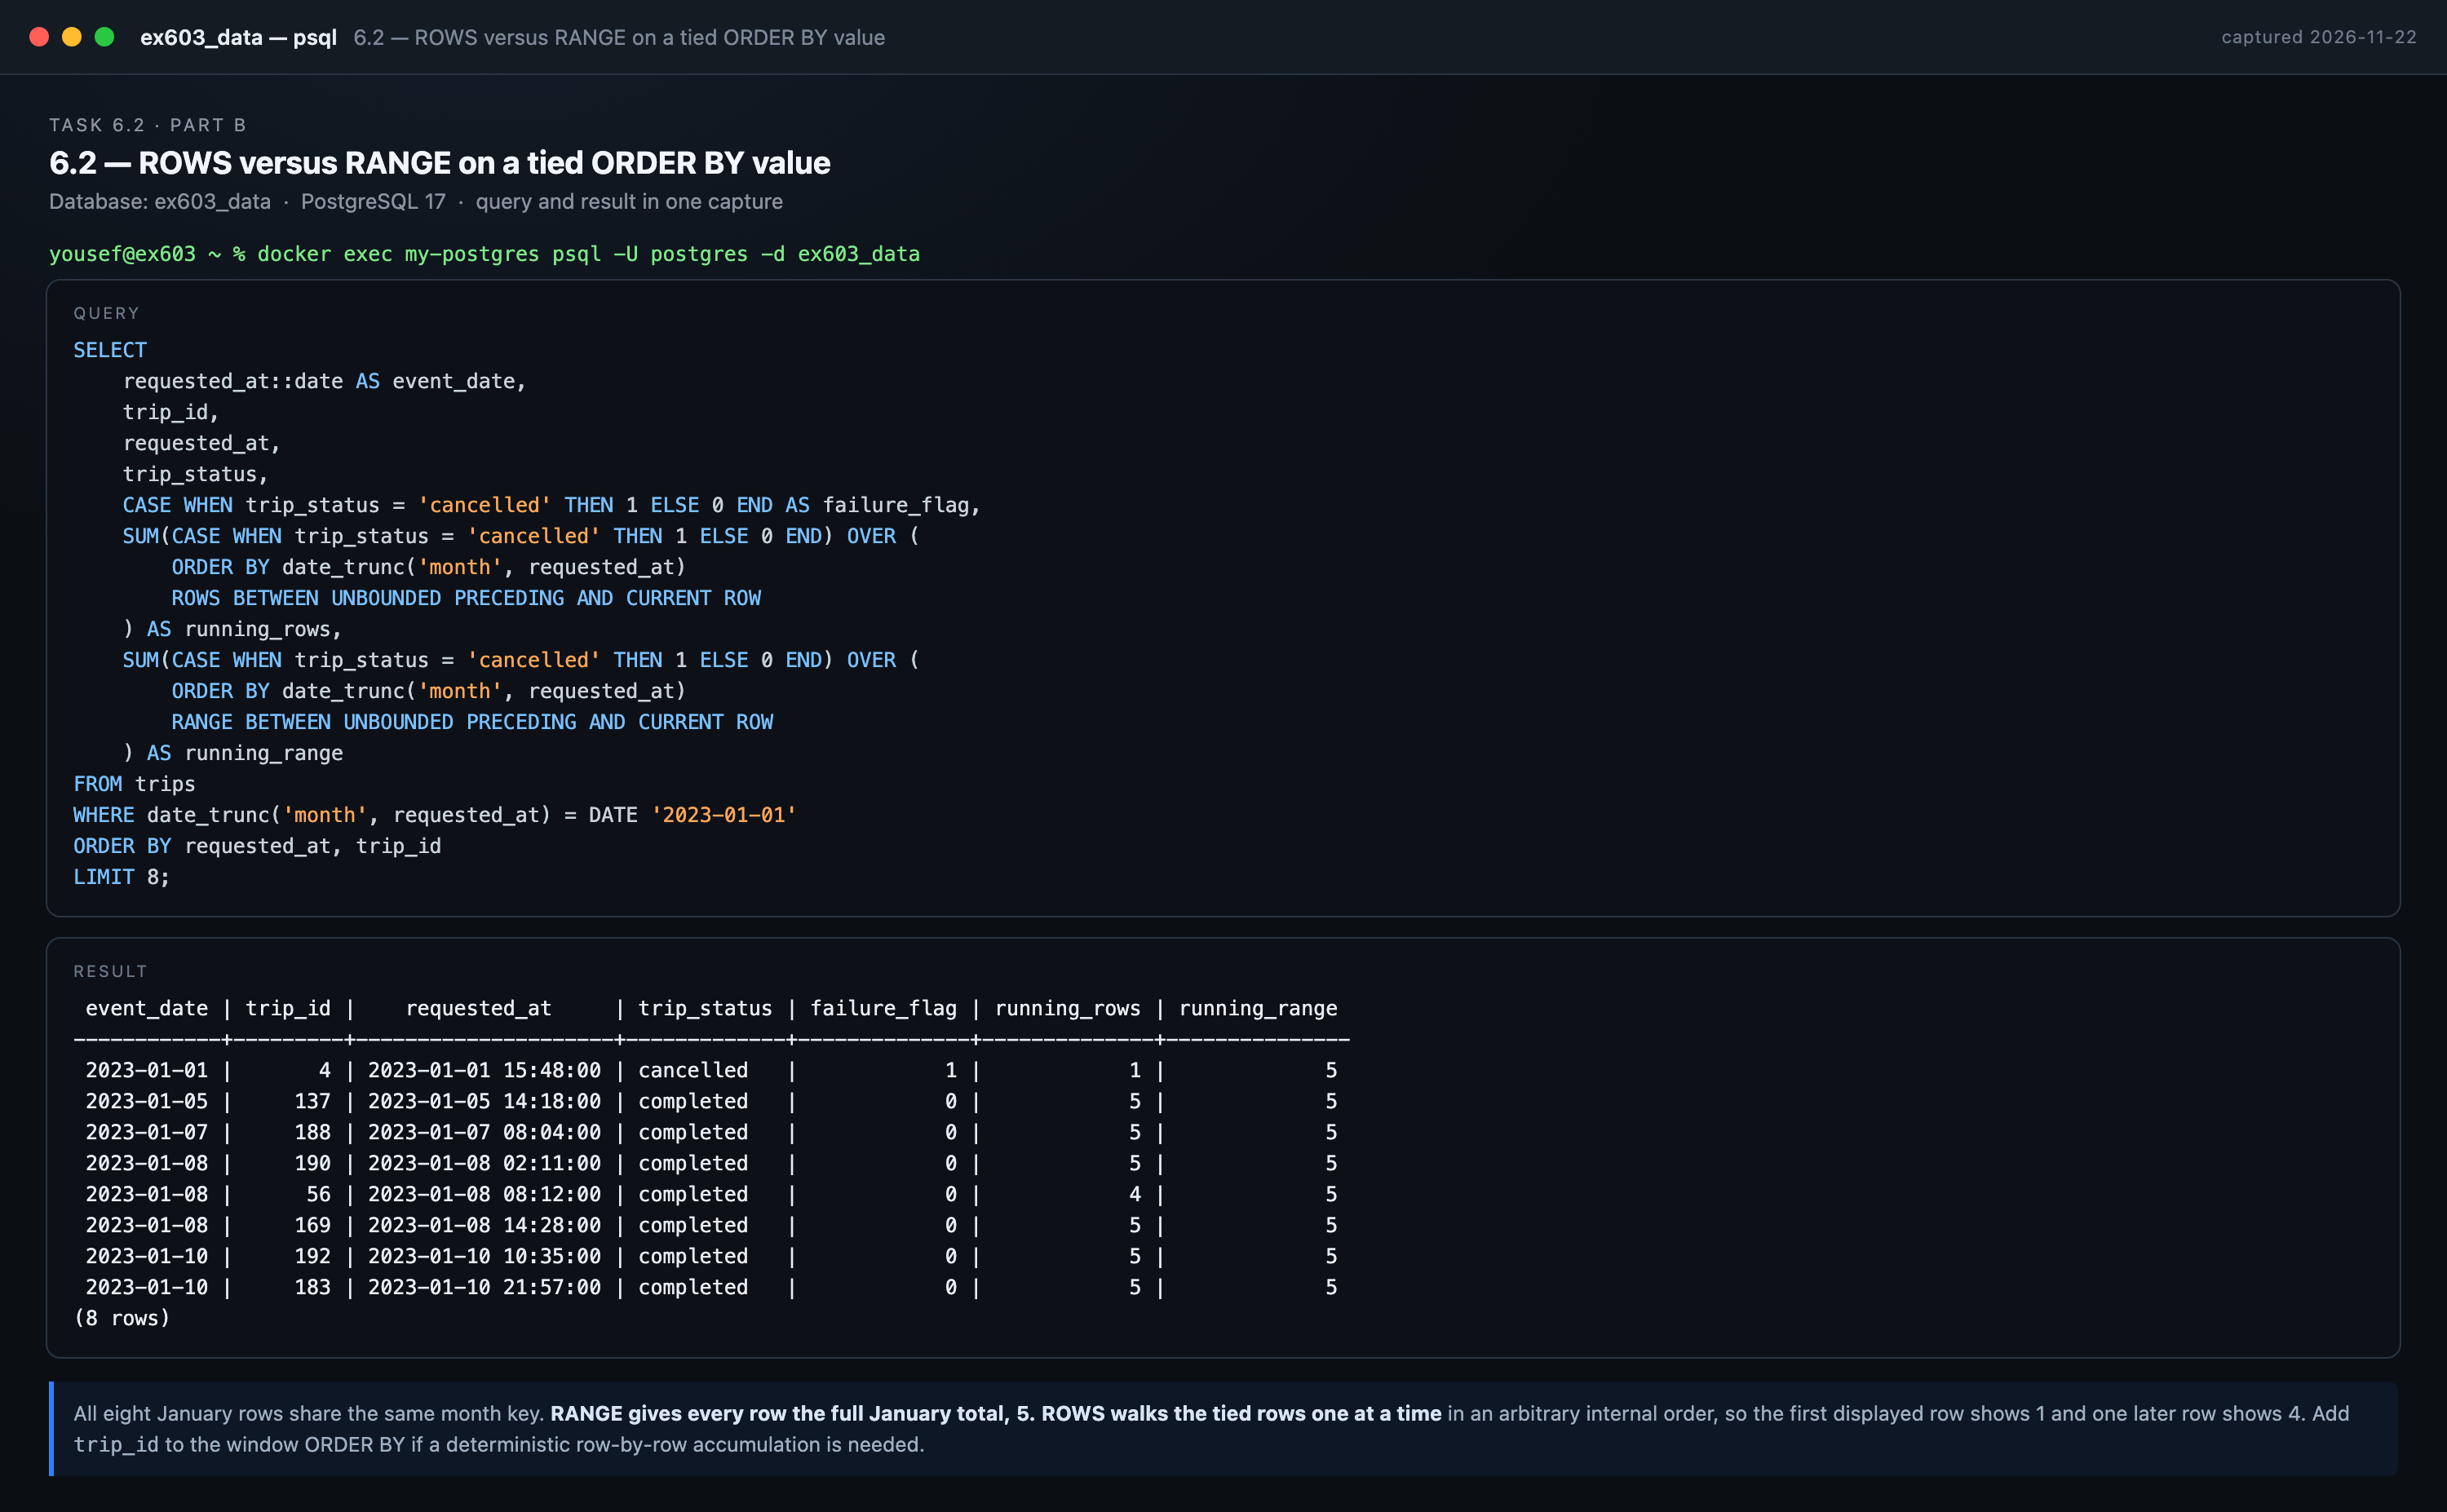 ex603_data — psql 6.2 — ROWS versus RANGE on a tied ORDER BY value captured 2026-11-22
TASK 6.2 · PART B
6.2 — ROWS versus RANGE on a tied ORDER BY value
Database: ex603_data · PostgreSQL 17 · query and result in one capture
yousef@ex603 ~ % docker exec my-postgres psql -U postgres -d ex603_data
QUERY
SELECT
    requested_at::date AS event_date,
    trip_id,
    requested_at,
    trip_status,
    CASE WHEN trip_status = 'cancelled' THEN 1 ELSE 0 END AS failure_flag,
    SUM(CASE WHEN trip_status = 'cancelled' THEN 1 ELSE 0 END) OVER (
        ORDER BY date_trunc('month', requested_at)
        ROWS BETWEEN UNBOUNDED PRECEDING AND CURRENT ROW
    ) AS running_rows,
    SUM(CASE WHEN trip_status = 'cancelled' THEN 1 ELSE 0 END) OVER (
        ORDER BY date_trunc('month', requested_at)
        RANGE BETWEEN UNBOUNDED PRECEDING AND CURRENT ROW
    ) AS running_range
FROM trips
WHERE date_trunc('month', requested_at) = DATE '2023-01-01'
ORDER BY requested_at, trip_id
LIMIT 8;
RESULT
 event_date | trip_id |    requested_at     | trip_status | failure_flag | running_rows | running_range
------------+---------+---------------------+-------------+--------------+--------------+---------------
 2023-01-01 |       4 | 2023-01-01 15:48:00 | cancelled   |            1 |            1 |             5
 2023-01-05 |     137 | 2023-01-05 14:18:00 | completed   |            0 |            5 |             5
 2023-01-07 |     188 | 2023-01-07 08:04:00 | completed   |            0 |            5 |             5
 2023-01-08 |     190 | 2023-01-08 02:11:00 | completed   |            0 |            5 |             5
 2023-01-08 |      56 | 2023-01-08 08:12:00 | completed   |            0 |            4 |             5
 2023-01-08 |     169 | 2023-01-08 14:28:00 | completed   |            0 |            5 |             5
 2023-01-10 |     192 | 2023-01-10 10:35:00 | completed   |            0 |            5 |             5
 2023-01-10 |     183 | 2023-01-10 21:57:00 | completed   |            0 |            5 |             5
(8 rows)
All eight January rows share the same month key. RANGE gives every row the full January total, 5. ROWS walks the tied rows one at a time in an arbitrary internal order, so the first displayed row shows 1 and one later row shows 4. Add
trip_id to the window ORDER BY if a deterministic row-by-row accumulation is needed.